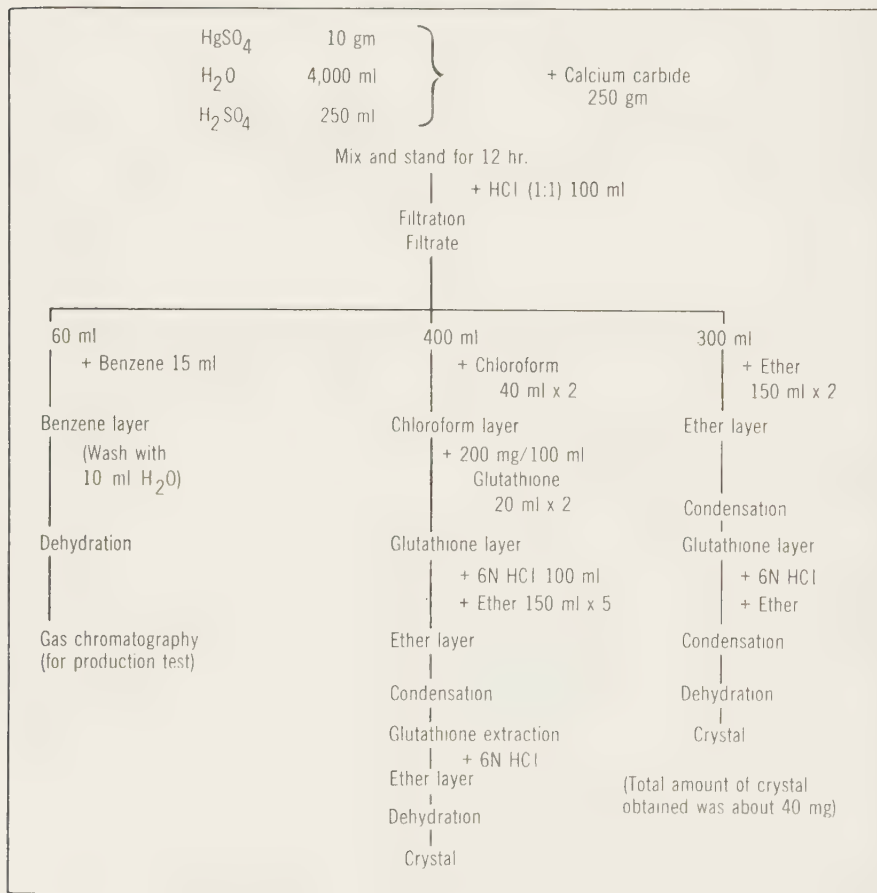 HgSO4 10 gm
H2O 4,000 ml
H2SO4 250 ml
+ Calcium carbide
250 gm
Mix and stand for 12 hr.
+ HCl (1:1) 100 ml
Filtration
Filtrate
60 ml
+ Benzene 15 ml
Benzene layer
(Wash with
10 ml H2O)
Dehydration
Gas chromatography
(for production test)
400 ml
+ Chloroform
40 ml x 2
Chloroform layer
+ 200 mg/100 ml
Glutathione
20 ml x 2
Glutathione layer
+ 6N HCl 100 ml
+ Ether 150 ml x 5
Ether layer
Condensation
Glutathione extraction
+ 6N HCl
Ether layer
Dehydration
Crystal
300 ml
+ Ether
150 ml x 2
Ether layer
Condensation
Glutathione layer
+ 6N HCl
+ Ether
Condensation
Dehydration
Crystal
(Total amount of crystal
obtained was about 40 mg)